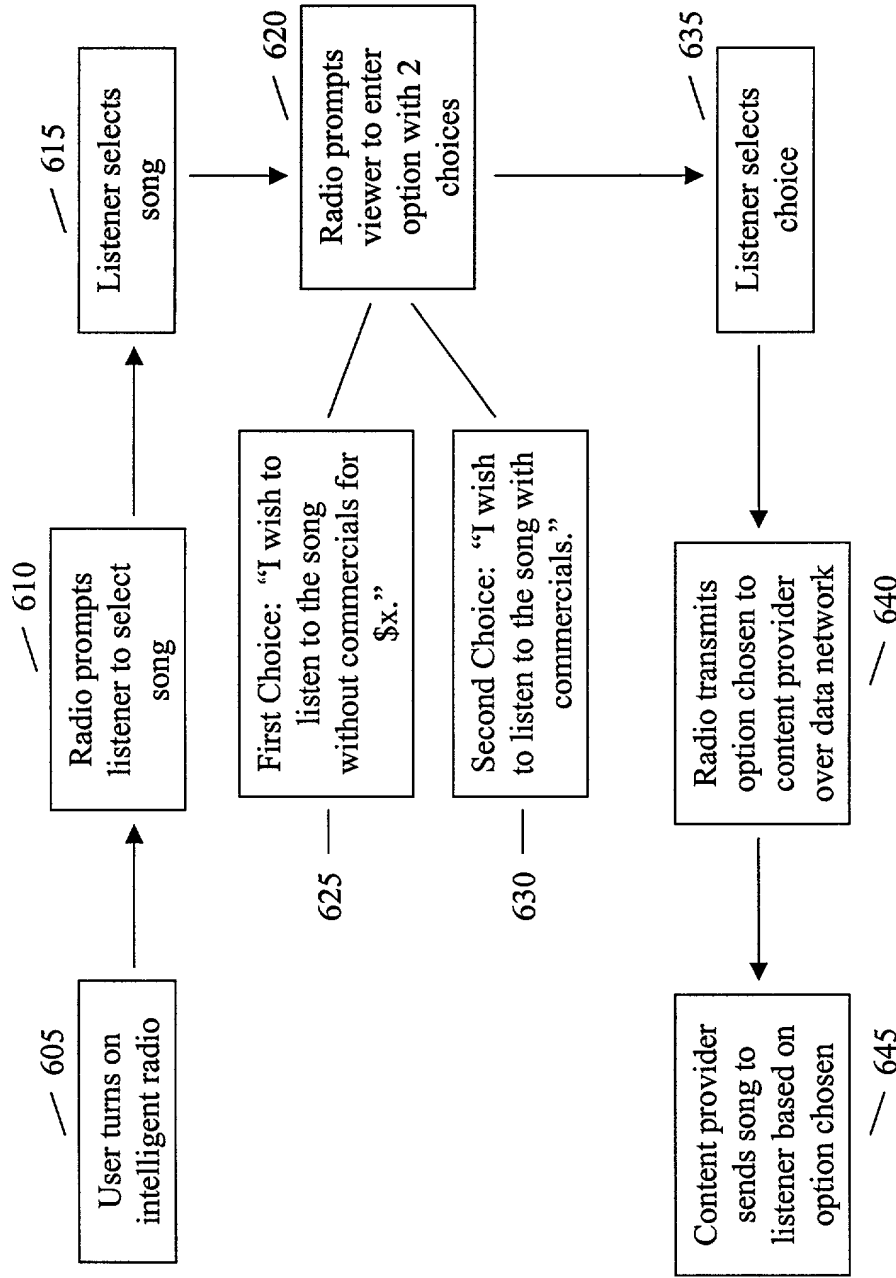 605
User turns on
intelligent radio
610
Radio prompts
listener to select
song
615
Listener selects
song
620
Radio prompts
viewer to enter
option with 2
choices
625
First Choice: “I wish to
listen to the song
without commercials for
$x.”
630
Second Choice: “I wish
to listen to the song with
commercials.”
635
Listener selects
choice
Radio transmits
option chosen to
content provider
over data network
640
Content provider
sends song to
listener based on
option chosen
645